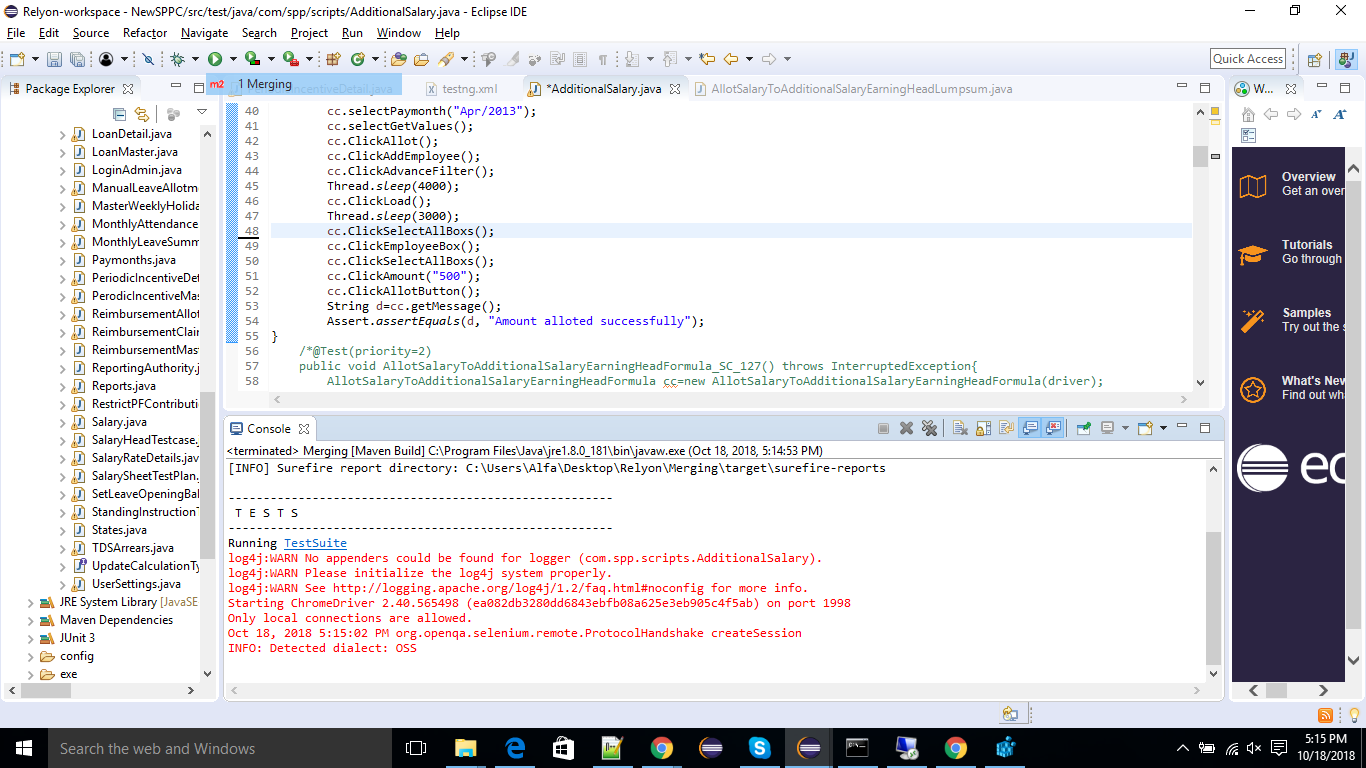 Relyon-workspace - NewSPPC/src/test/java/com/spp/scripts/AdditionalSalary.java - Eclipse IDE
File Edit Source Refactor Navigate Search Project Run Window Help
Quick Access
Package Explorer
m2 1 Merging
testng.xml
*AdditionalSalary.java
AllotSalaryToAdditionalSalaryEarningHeadLumpsum.java
W...
LoanDetail.java
LoanMaster.java
LoginAdmin.java
ManualLeaveAllotm
MasterWeeklyHolida
MonthlyAttendance
MonthlyLeaveSumm
Paymonths.java
PeriodicIncentiveDet
PerodicIncentiveMas
ReimbursementAllot
ReimbursementClair
ReimbursementMast
ReportingAuthority.j
Reports.java
RestrictPFContributi
Salary.java
SalaryHeadTestcase.j
SalaryRateDetails.jav
SalarySheetTestPlan.
SetLeaveOpeningBal
StandingInstruction
States.java
TDSArrears.java
UpdateCalculationTy
UserSettings.java
JRE System Library [JavaSE
Maven Dependencies
JUnit 3
config
exe
40 cc.selectPaymonth("Apr/2013");
41 cc.selectGetValues();
42 cc.ClickAllot();
43 cc.ClickAddEmployee();
44 cc.ClickAdvanceFilter();
45 Thread.sleep(4000);
46 cc.ClickLoad();
47 Thread.sleep(3000);
48 cc.ClickSelectAllBoxs();
49 cc.ClickEmployeeBox();
50 cc.ClickSelectAllBoxs();
51 cc.ClickAmount("500");
52 cc.ClickAllotButton();
53 String d=cc.getMessage();
54 Assert.assertEquals(d, "Amount alloted successfully");
55 }
56 /*@Test(priority=2)
57 public void AllotSalaryToAdditionalSalaryEarningHeadFormula_SC_127() throws InterruptedException{
58 AllotSalaryToAdditionalSalaryEarningHeadFormula cc=new AllotSalaryToAdditionalSalaryEarningHeadFormula(driver);
Overview
Get an over
Tutorials
Go through
Samples
Try out the s
What's New
Find out wh
ec
Console
<terminated> Merging [Maven Build] C:\Program Files\Java\jre1.8.0_181\bin\javaw.exe (Oct 18, 2018, 5:14:53 PM)
[INFO] Surefire report directory: C:\Users\Alfa\Desktop\Relyon\Merging\target\surefire-reports
-------------------------------------------------------
T E S T S
-------------------------------------------------------
Running TestSuite
log4j:WARN No appenders could be found for logger (com.spp.scripts.AdditionalSalary).
log4j:WARN Please initialize the log4j system properly.
log4j:WARN See http://logging.apache.org/log4j/1.2/faq.html#noconfig for more info.
Starting ChromeDriver 2.40.565498 (ea082db3280dd6843ebfb08a625e3eb905c4f5ab) on port 1998
Only local connections are allowed.
Oct 18, 2018 5:15:02 PM org.openqa.selenium.remote.ProtocolHandshake createSession
INFO: Detected dialect: OSS
Search the web and Windows
5:15 PM
10/18/2018